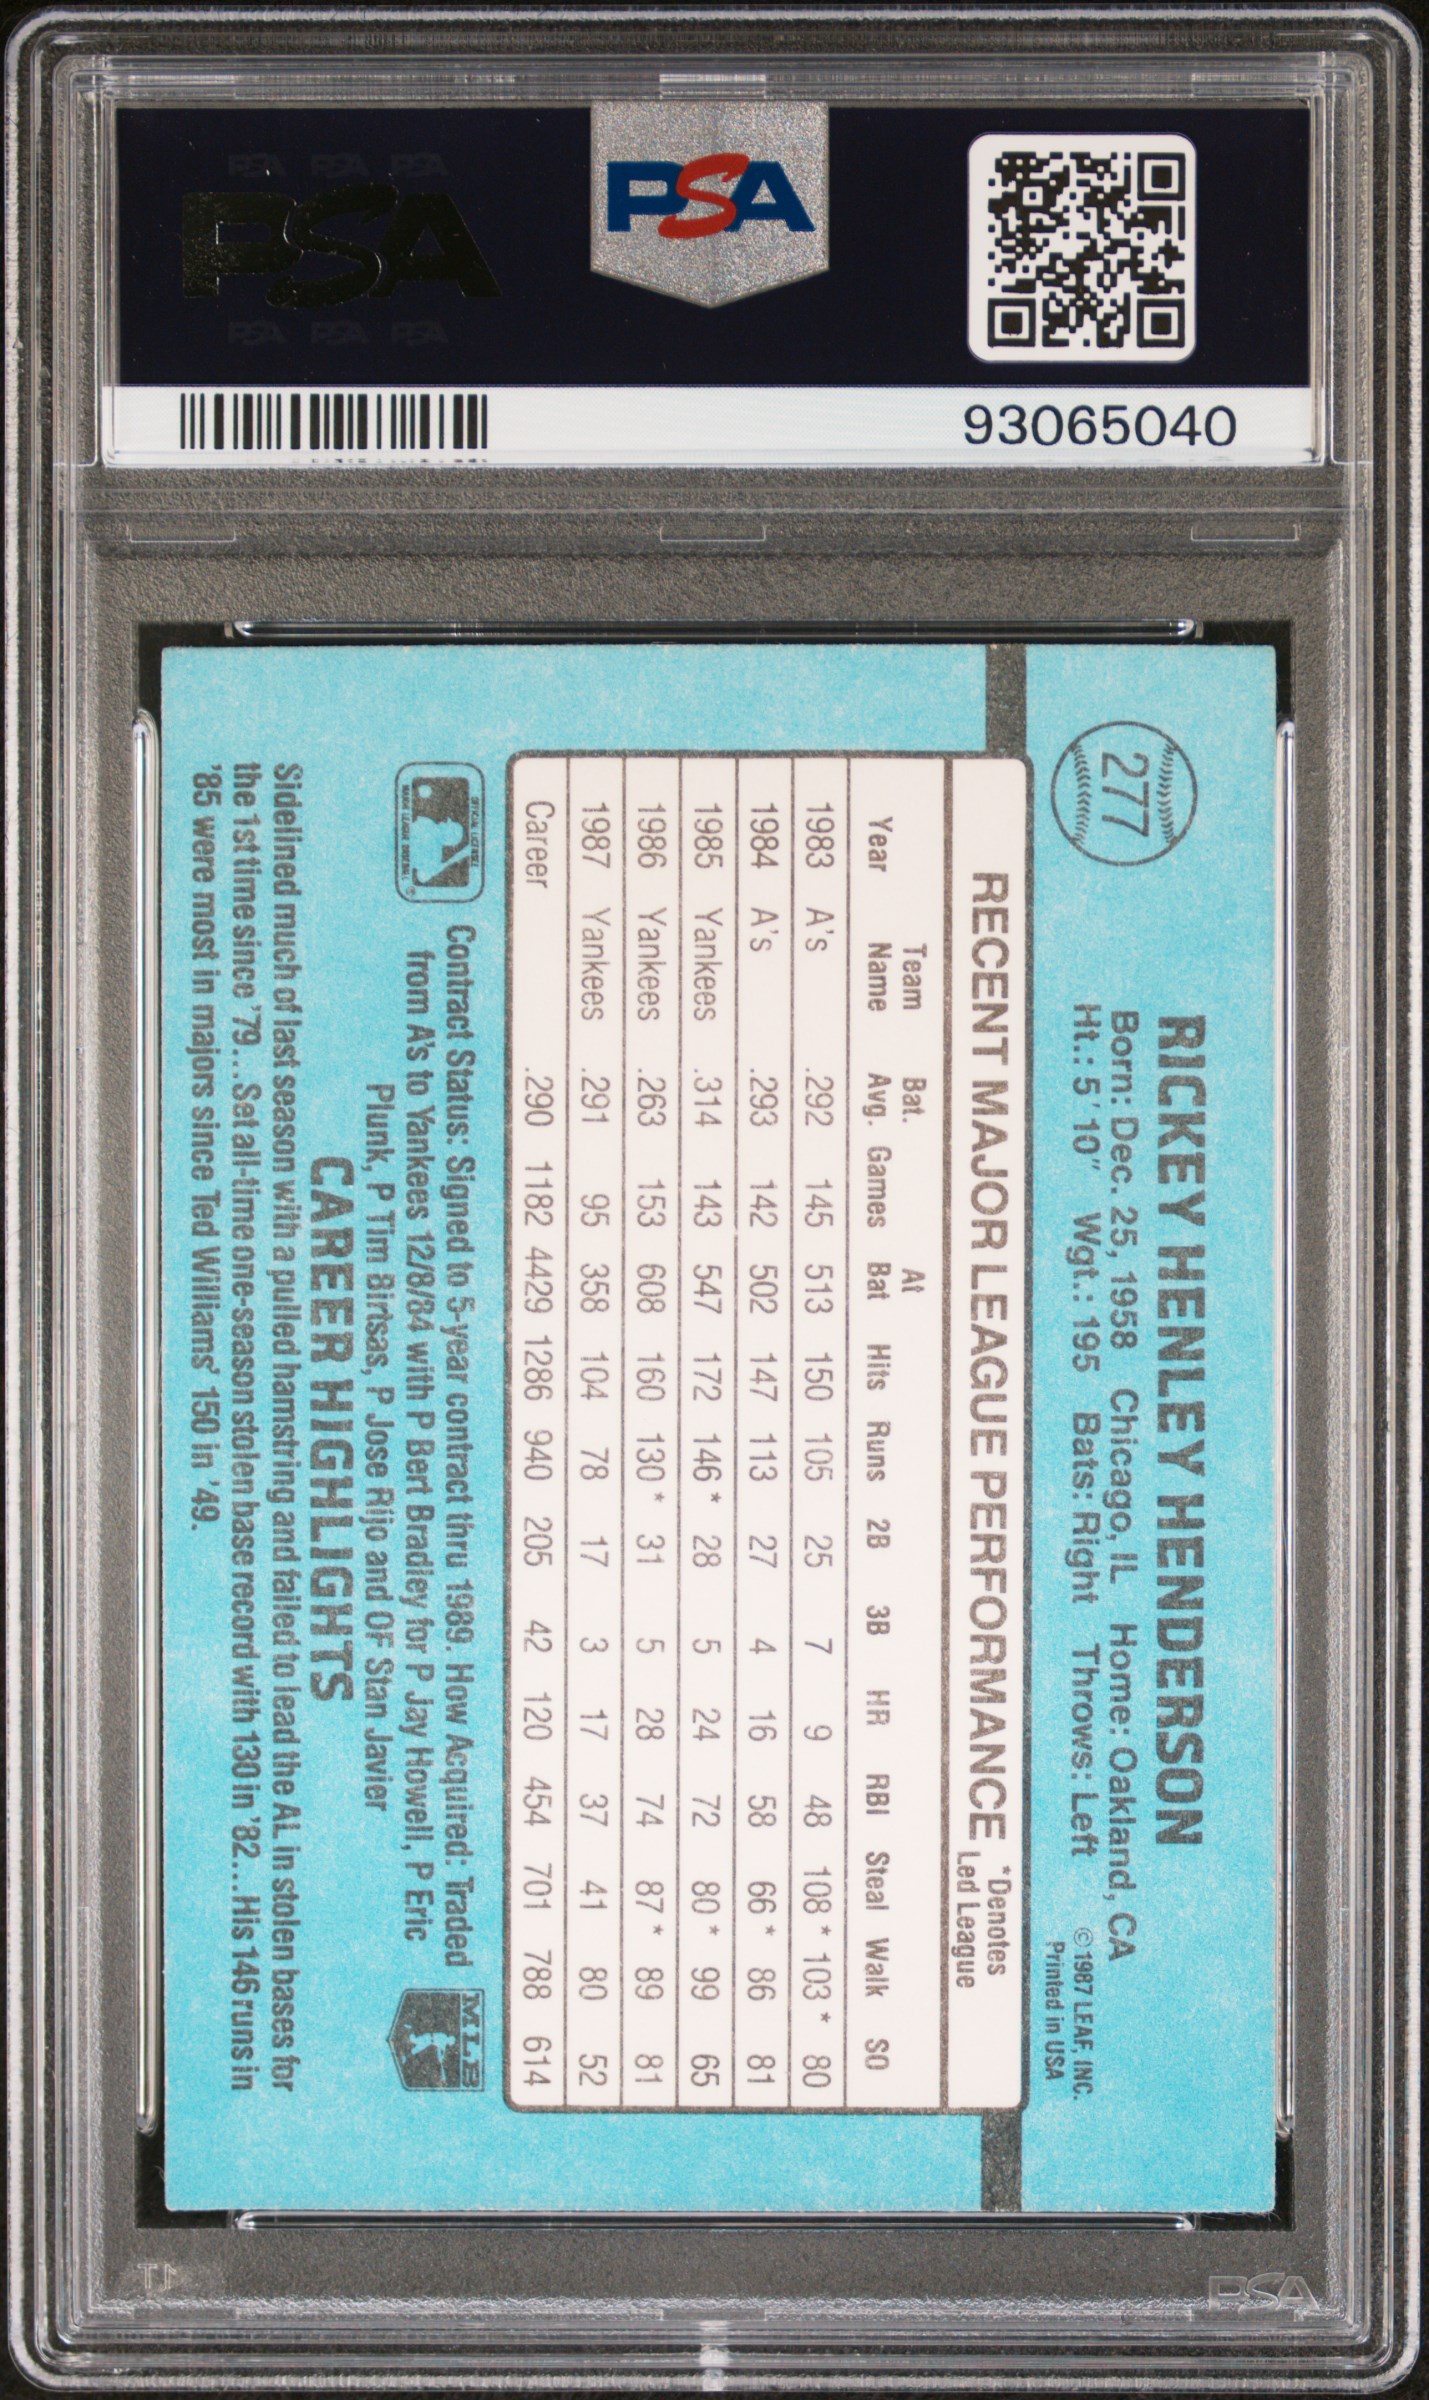 PSA PSA PSA
PSA
PSA PSA PSA
PSA
93065040
277
RICKEY HENLEY HENDERSON
Born: Dec. 25, 1958 Chicago, IL Home: Oakland, CA
Ht.: 5'10" Wgt.: 195 Bats: Right Throws: Left
© 1987 LEAF, INC.
Printed in USA
RECENT MAJOR LEAGUE PERFORMANCE *Denotes Led League
Year Team Name Bat. Avg. Games At Bat Hits Runs 2B 3B HR RBI Steal Walk SO
1983 A's .292 145 513 150 105 25 7 9 48 108* 103* 80
1984 A's .293 142 502 147 113 27 4 16 58 66* 86 81
1985 Yankees .314 143 547 172 146* 28 5 24 72 80* 99 65
1986 Yankees .263 153 608 160 130* 31 5 28 74 87* 89 81
1987 Yankees .291 95 358 104 78 17 3 17 37 41 80 52
Career .290 1182 4429 1286 940 205 42 120 454 701 788 614
OFFICIAL LICENSEE
MAJOR LEAGUE BASEBALL
®
Contract Status: Signed to 5-year contract thru 1989. How Acquired: Traded
from A's to Yankees 12/8/84 with P Bert Bradley for P Jay Howell, P Eric
Plunk, P Tim Birtsas, P Jose Rijo and OF Stan Javier
MLB
CAREER HIGHLIGHTS
Sidelined much of last season with a pulled hamstring and failed to lead the AL in stolen bases for
the 1st time since '79...Set all-time one-season stolen base record with 130 in '82...His 146 runs in
'85 were most in majors since Ted Williams' 150 in '49.
PSA